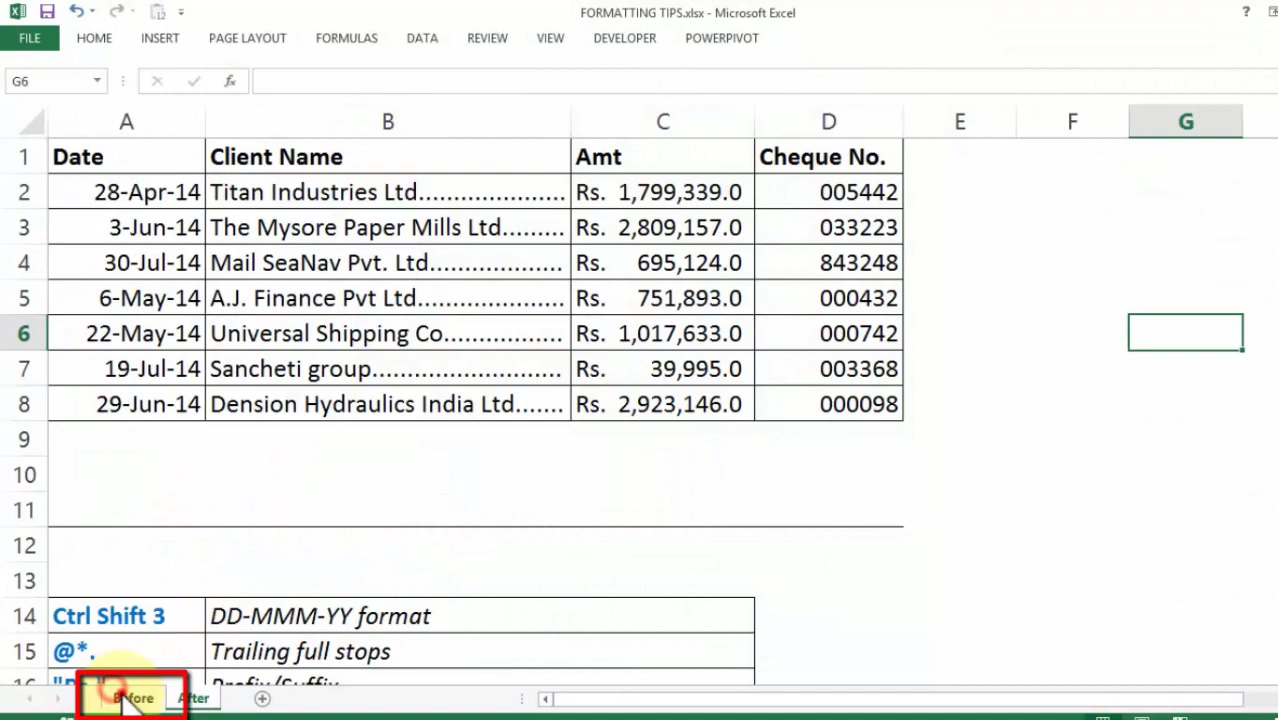 FORMATTING TIPS.xlsx - Microsoft Excel ?
FILE HOME INSERT PAGE LAYOUT FORMULAS DATA REVIEW VIEW DEVELOPER POWERPIVOT
G6 fx
A B C D E F G
1 Date Client Name Amt Cheque No.
2 28-Apr-14 Titan Industries Ltd..................... Rs. 1,799,339.0 005442
3 3-Jun-14 The Mysore Paper Mills Ltd......... Rs. 2,809,157.0 033223
4 30-Jul-14 Mail SeaNav Pvt. Ltd................... Rs. 695,124.0 843248
5 6-May-14 A.J. Finance Pvt Ltd..................... Rs. 751,893.0 000432
6 22-May-14 Universal Shipping Co................. Rs. 1,017,633.0 000742
7 19-Jul-14 Sancheti group........................... Rs. 39,995.0 003368
8 29-Jun-14 Dension Hydraulics India Ltd....... Rs. 2,923,146.0 000098
9
10
11
12
13
14 Ctrl Shift 3 DD-MMM-YY format
15 @*. Trailing full stops
16 "Rs." Prefix/Suffix
Before After